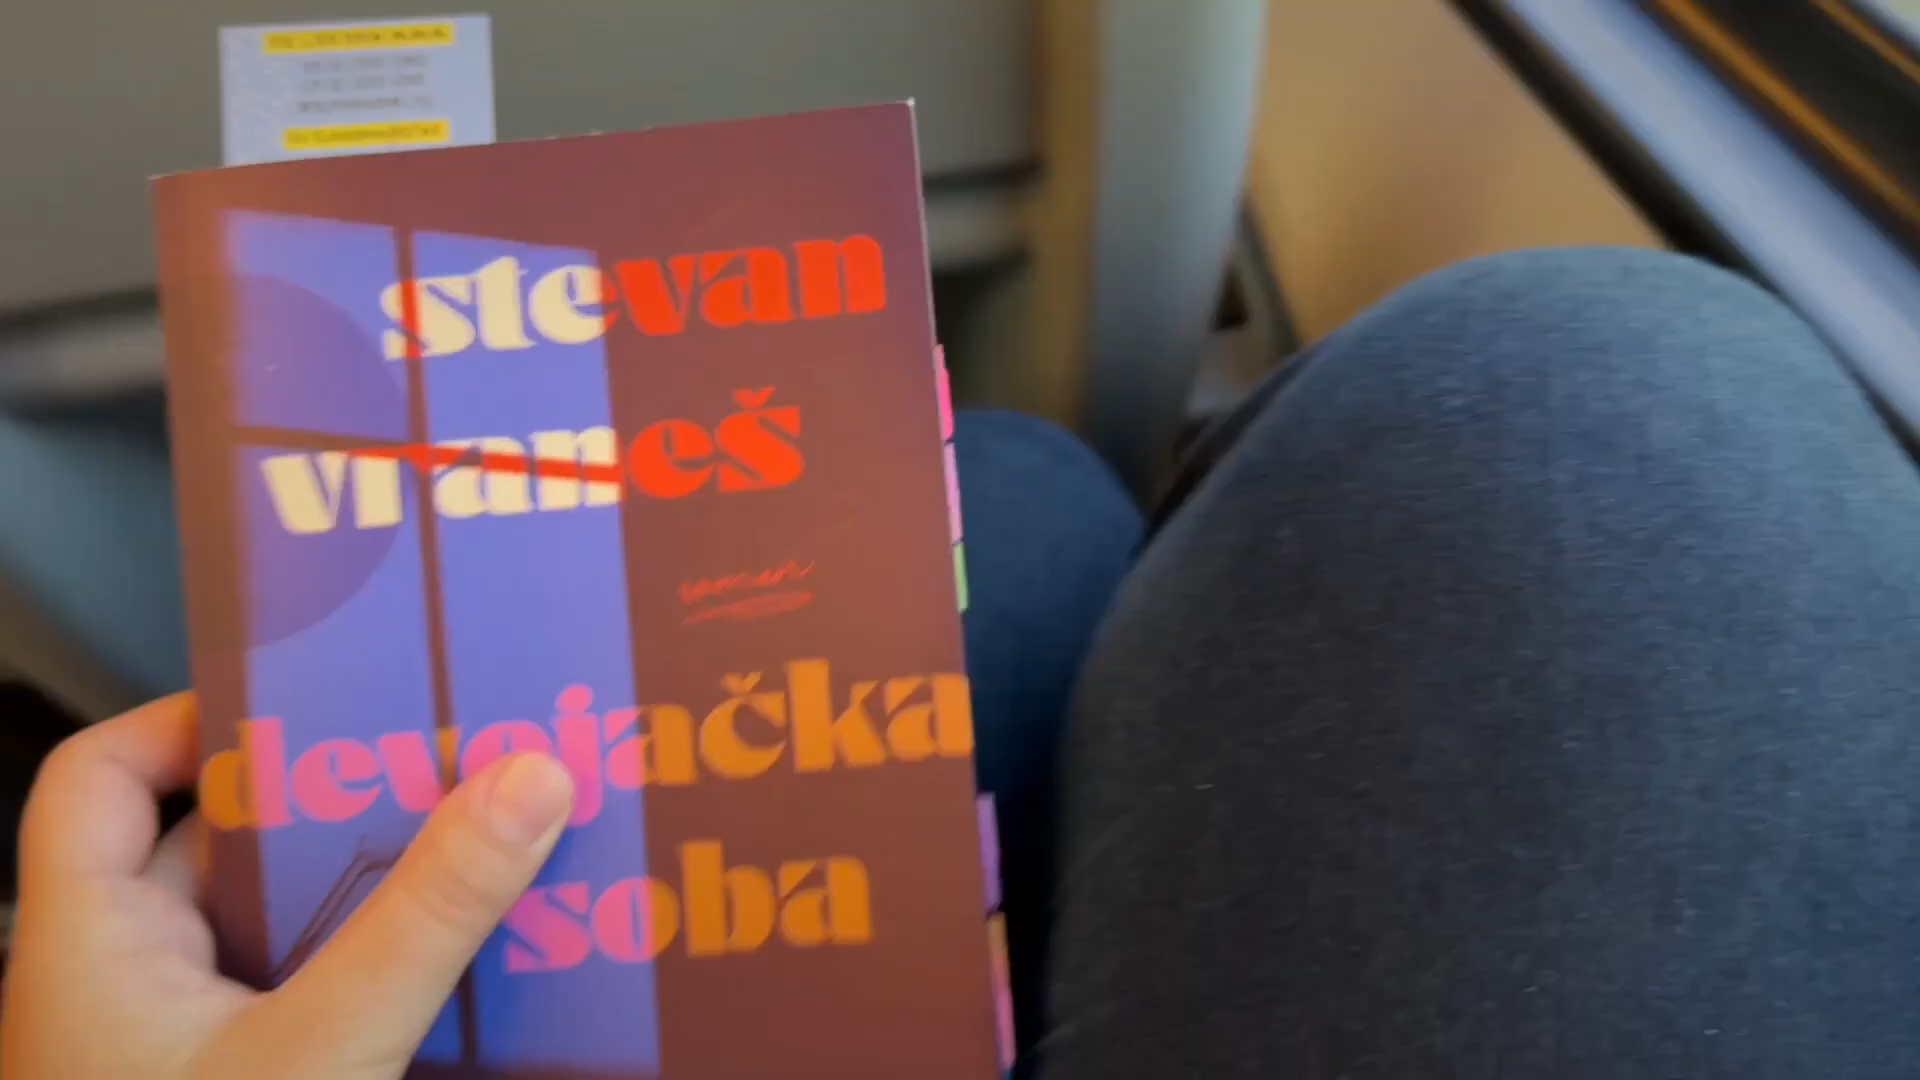 stevan
vraneš
roman
devojačka
soba